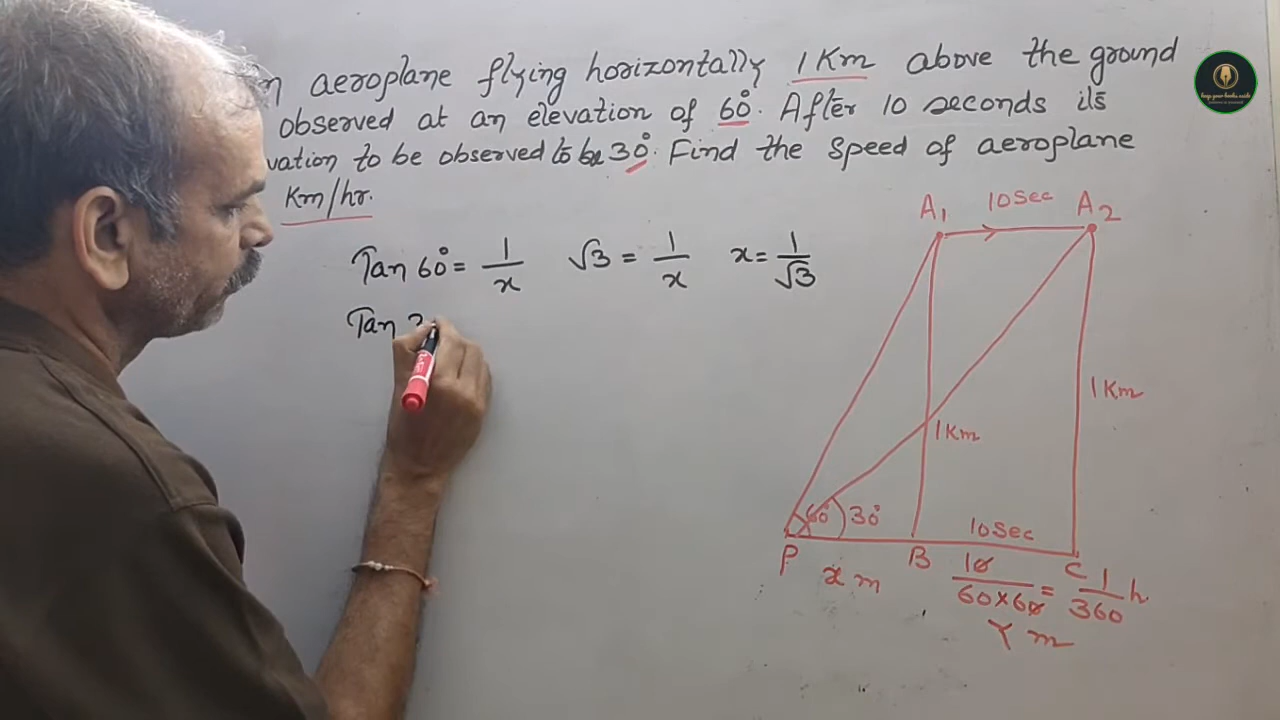 aeroplane flying horizontally 1 Km above the ground
observed at an elevation of 60°. After 10 seconds its
vation to be observed to be 30°. Find the speed of aeroplane
Km/hr.
Tan 60° = 1/x √3 = 1/x x = 1/√3
Tan 3
A1 10 Sec A2
1 Km
1 Km
60° 30°
10 Sec
P B C
x m
10/60×60 = 1/360 h
Y m